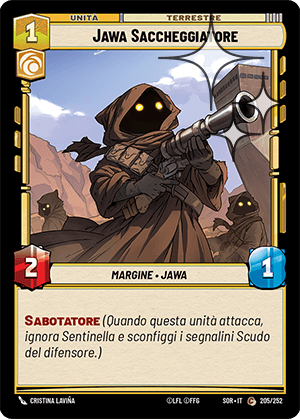 UNITÀ
TERRESTRE
1
JAWA SACCHEGGIATORE
2
MARGINE • JAWA
1
SABOTATORE (Quando questa unità attacca,
ignora Sentinella e sconfiggi i segnalini Scudo
del difensore.)
CRISTINA LAVIÑA
©LFL ©FFG
SOR • IT C 205/252